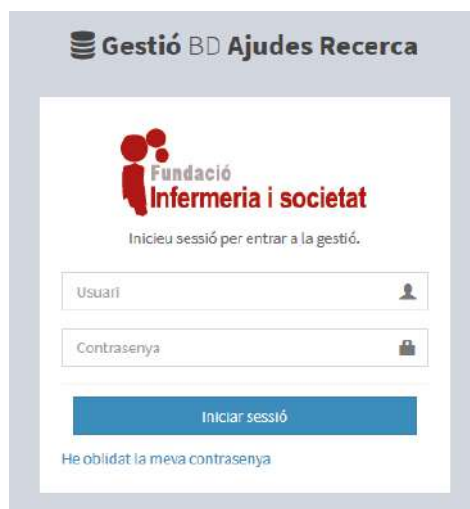 Gestió BD Ajudes Recerca
Fundació
Infermeria i societat
Inicieu sessió per entrar a la gestió.
Usuari
Contrasenya
Iniciar sessió
He oblidat la meva contrasenya